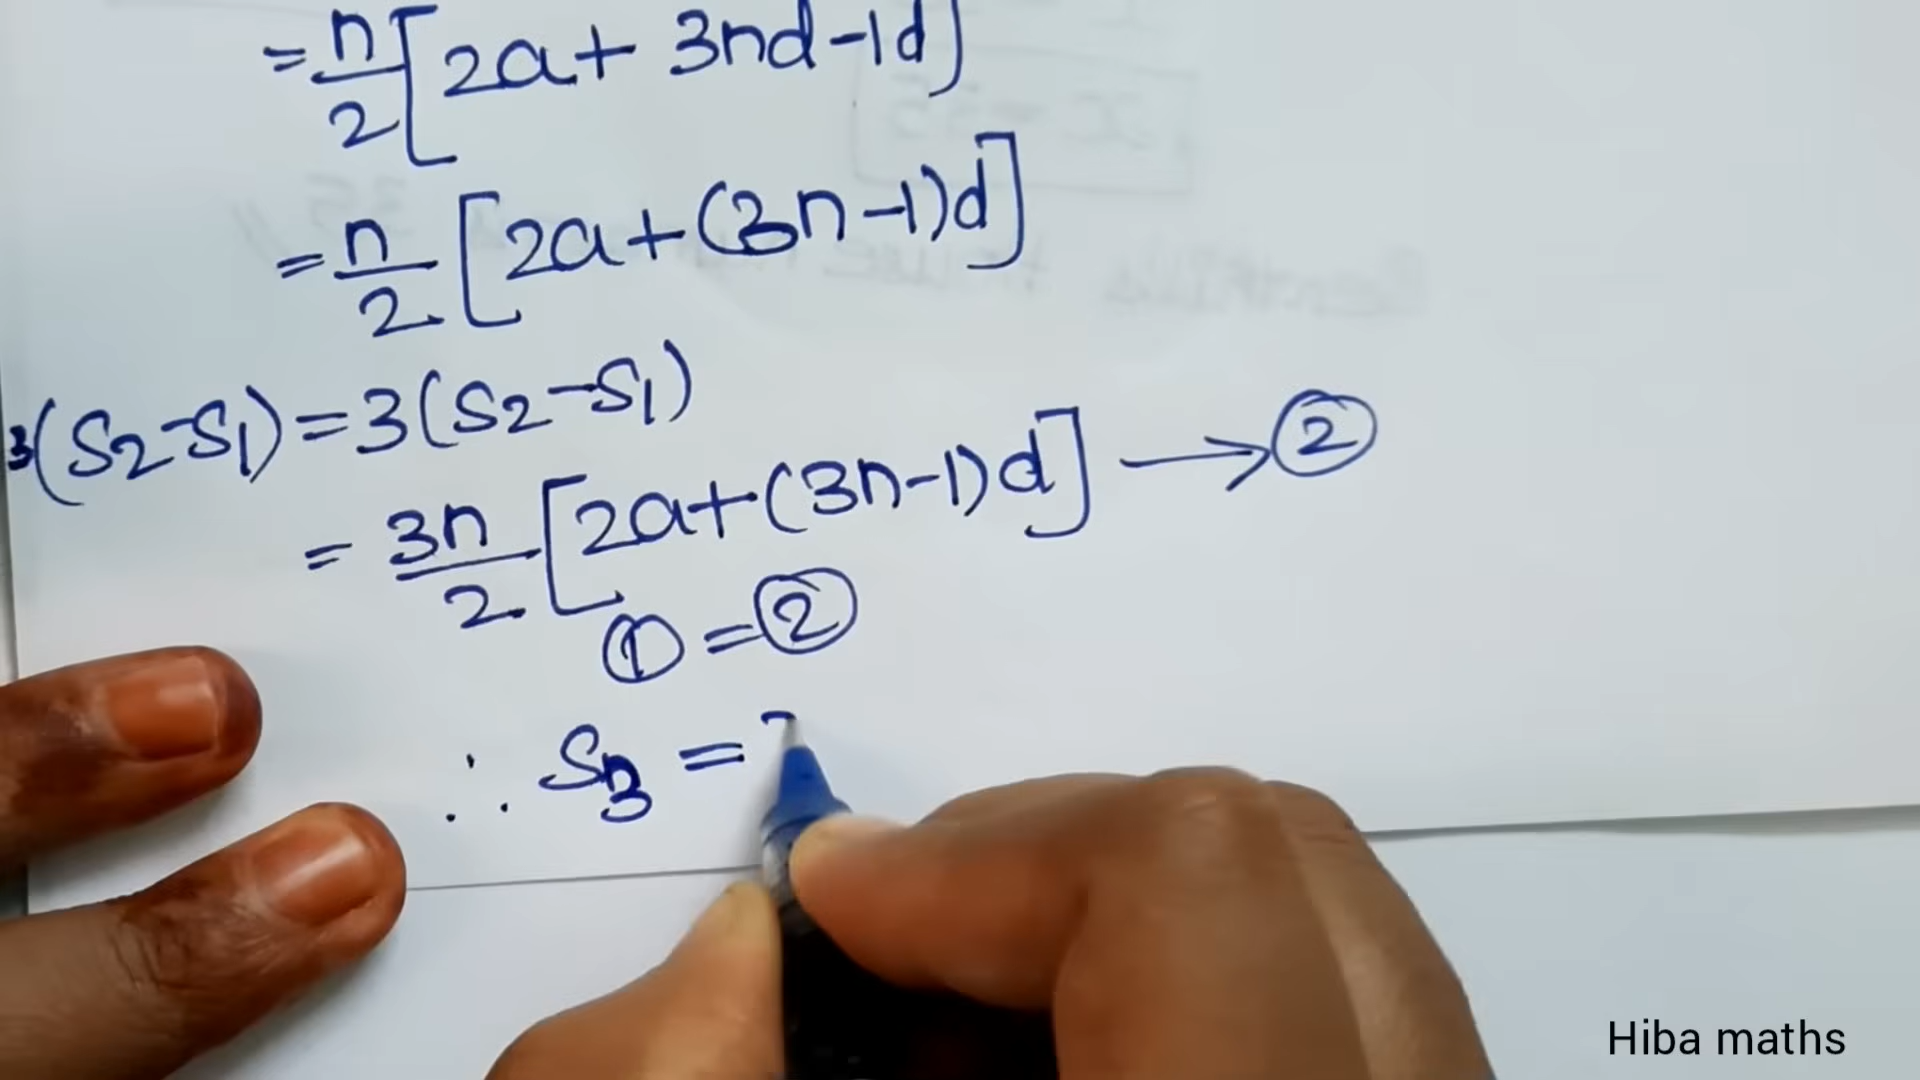 = n/2 [2a + 3nd - 1d]
= n/2 [2a + (3n - 1)d]
3(S2 - S1) = 3(S2 - S1)
= 3n/2 [2a + (3n - 1)d] → ②
① = ②
∴ S3 =
Hiba maths